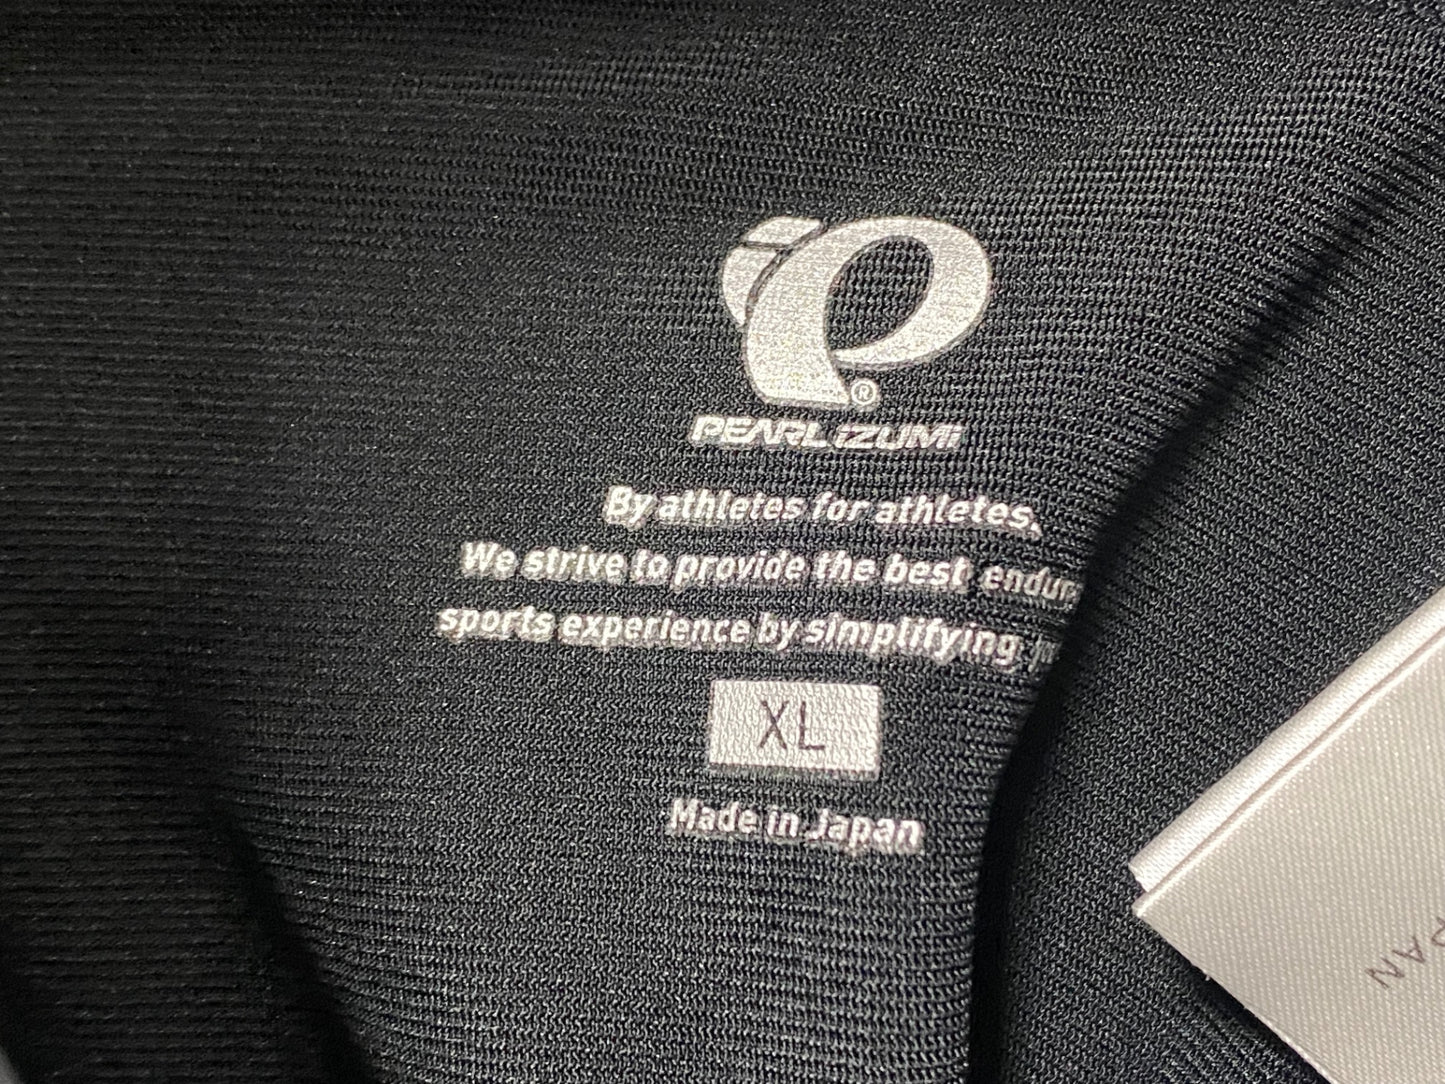 ®
PEARL iZUMi
By athletes for athletes.
We strive to provide the best
sports experience by simplifying
XL
Made in Japan
PAN